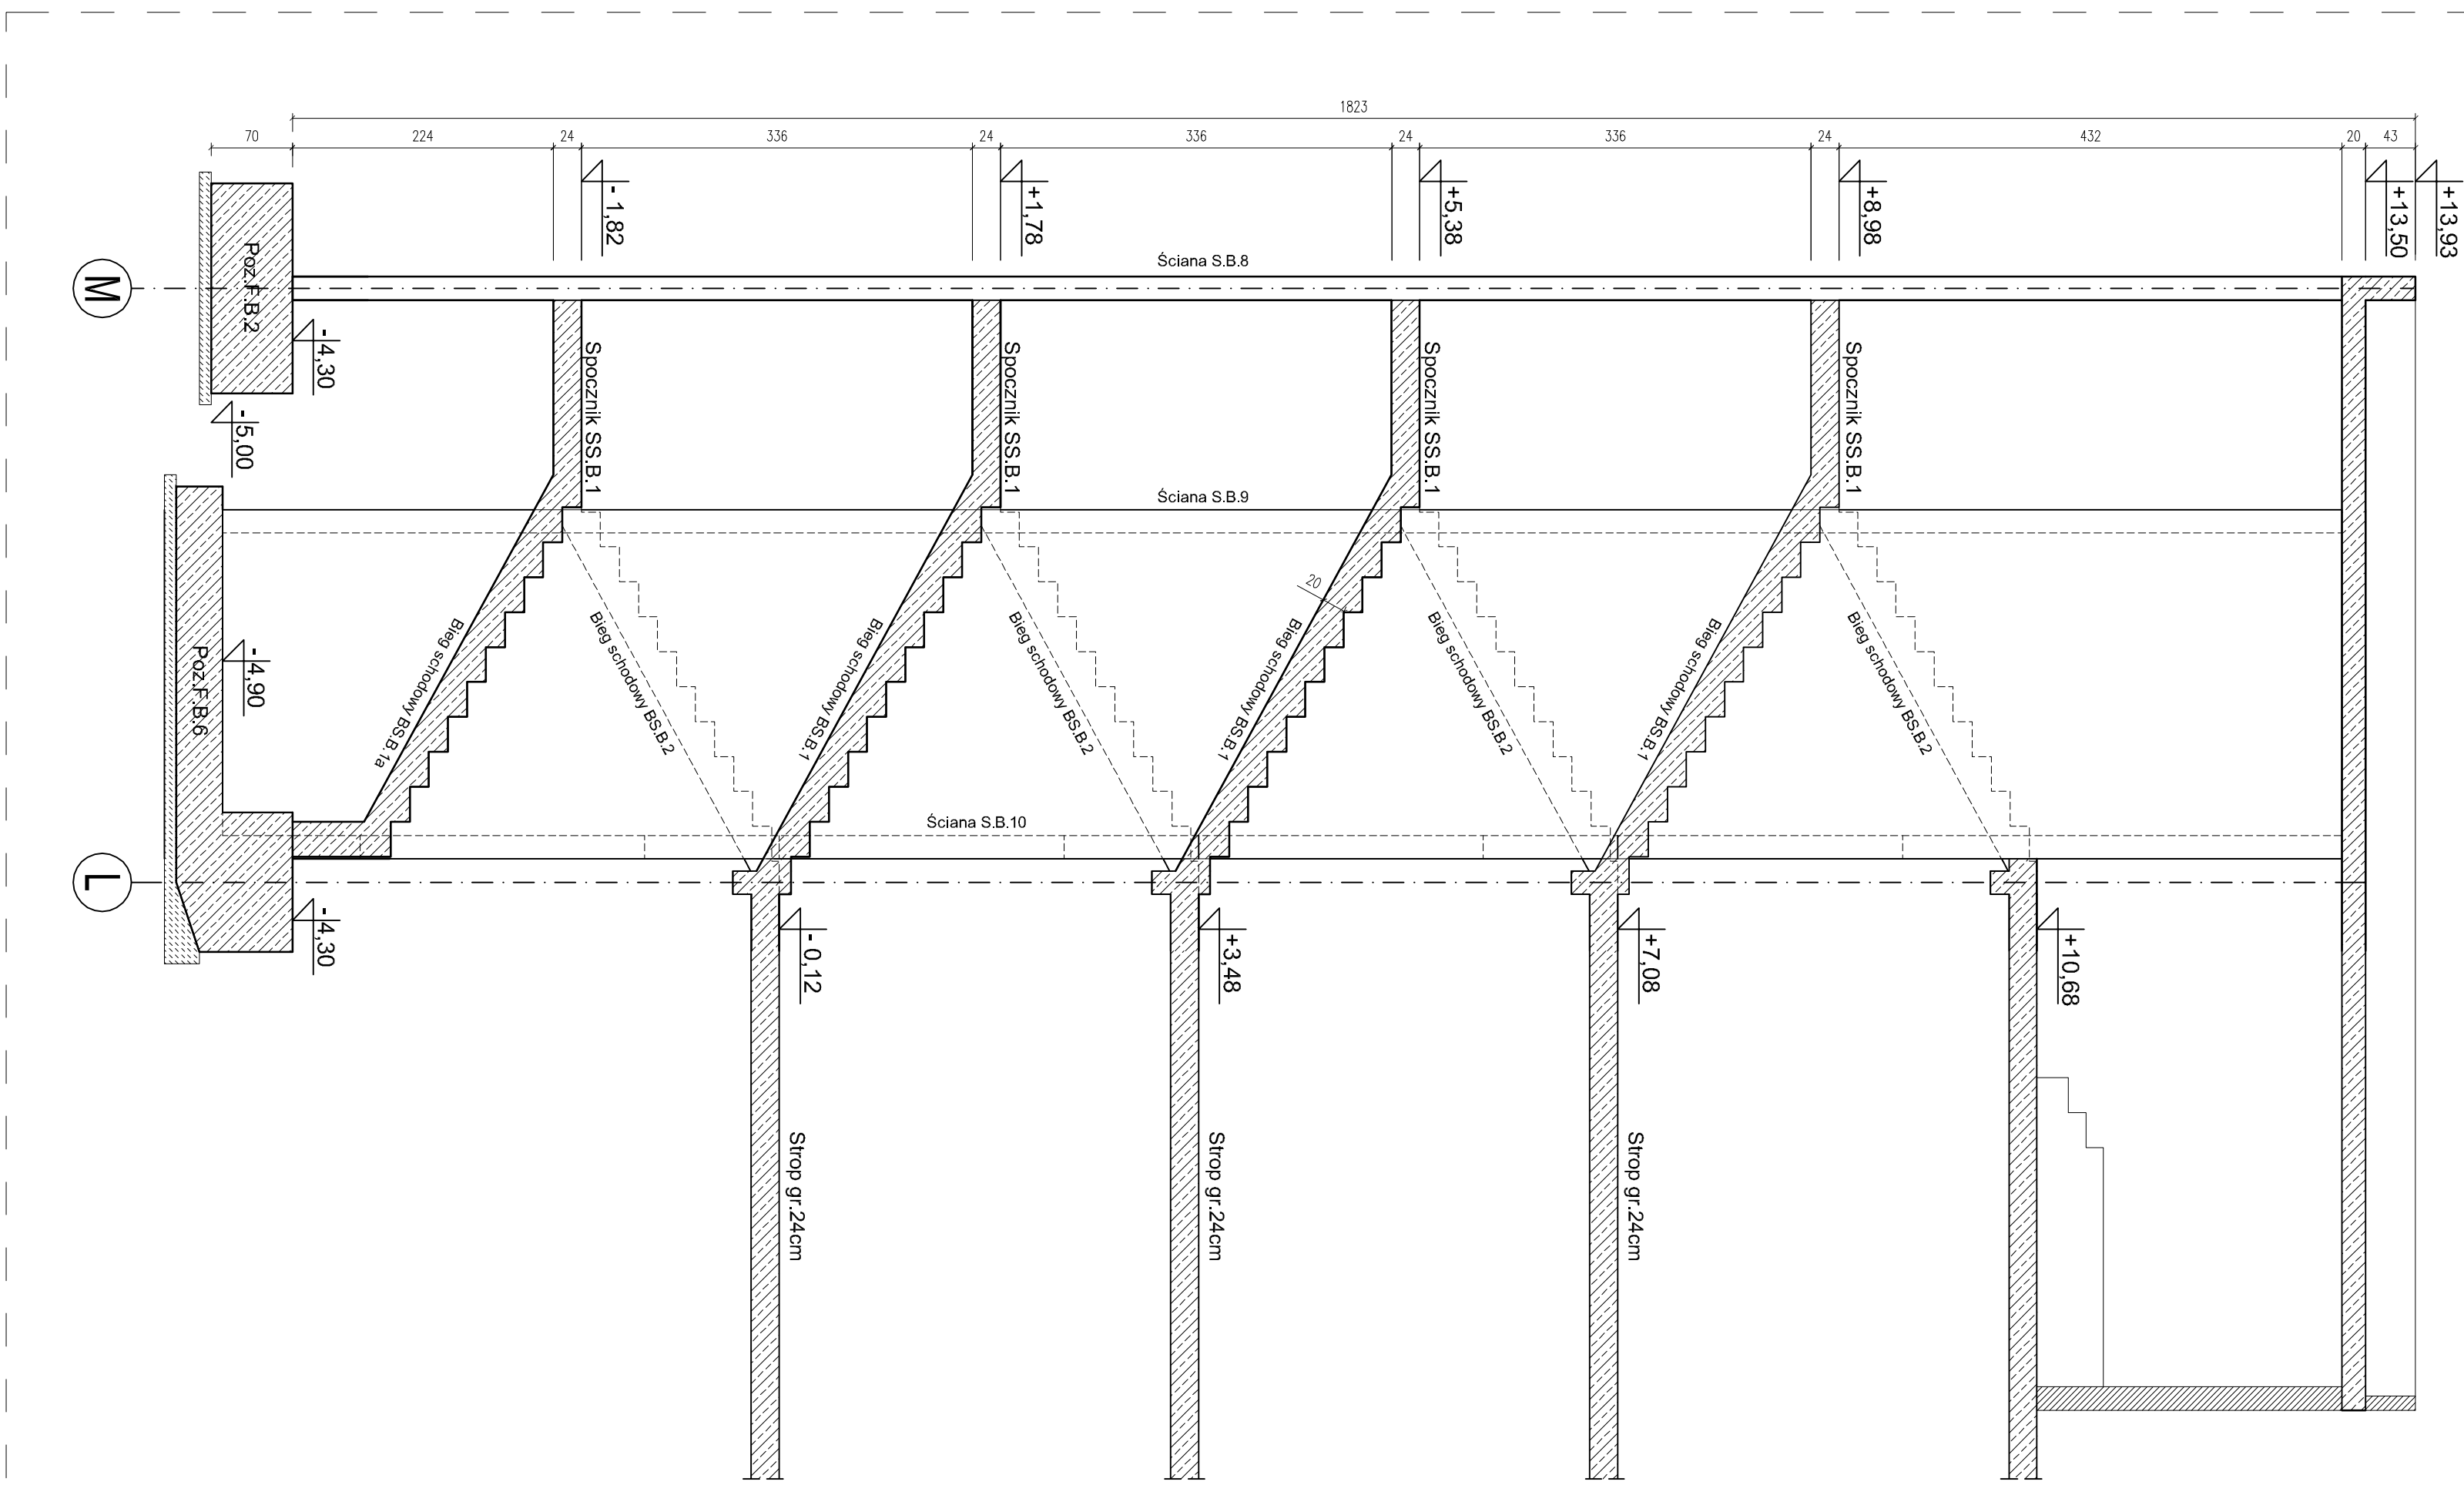 1823
70
224
24
336
24
336
24
336
24
432
20
43
- 1,82
+1,78
+5,38
+8,98
+13,50
+13,93
Ściana S.B.8
M
Poz.F.B.2
- 4,30
- 5,00
Spocznik SS.B.1
Spocznik SS.B.1
Spocznik SS.B.1
Spocznik SS.B.1
Ściana S.B.9
20
Poz.F.B.6
- 4,90
Bieg schodowy BS.B.1a
Bieg schodowy BS.B.2
Bieg schodowy BS.B.1
Bieg schodowy BS.B.2
Bieg schodowy BS.B.1
Bieg schodowy BS.B.2
Bieg schodowy BS.B.1
Bieg schodowy BS.B.2
Ściana S.B.10
L
- 4,30
- 0,12
+3,48
+7,08
+10,68
Strop gr.24cm
Strop gr.24cm
Strop gr.24cm